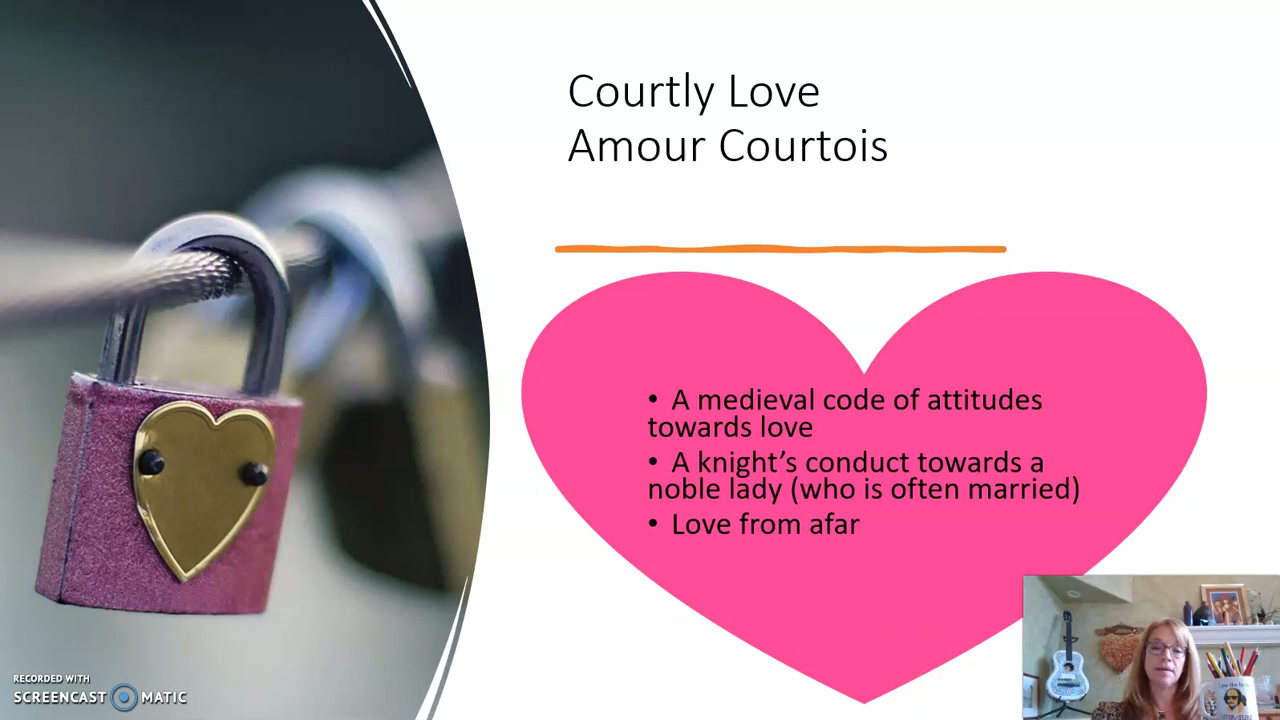 Courtly Love
Amour Courtois
• A medieval code of attitudes
towards love
• A knight’s conduct towards a
noble lady (who is often married)
• Love from afar
RECORDED WITH
SCREENCAST MATIC
LITERATURE